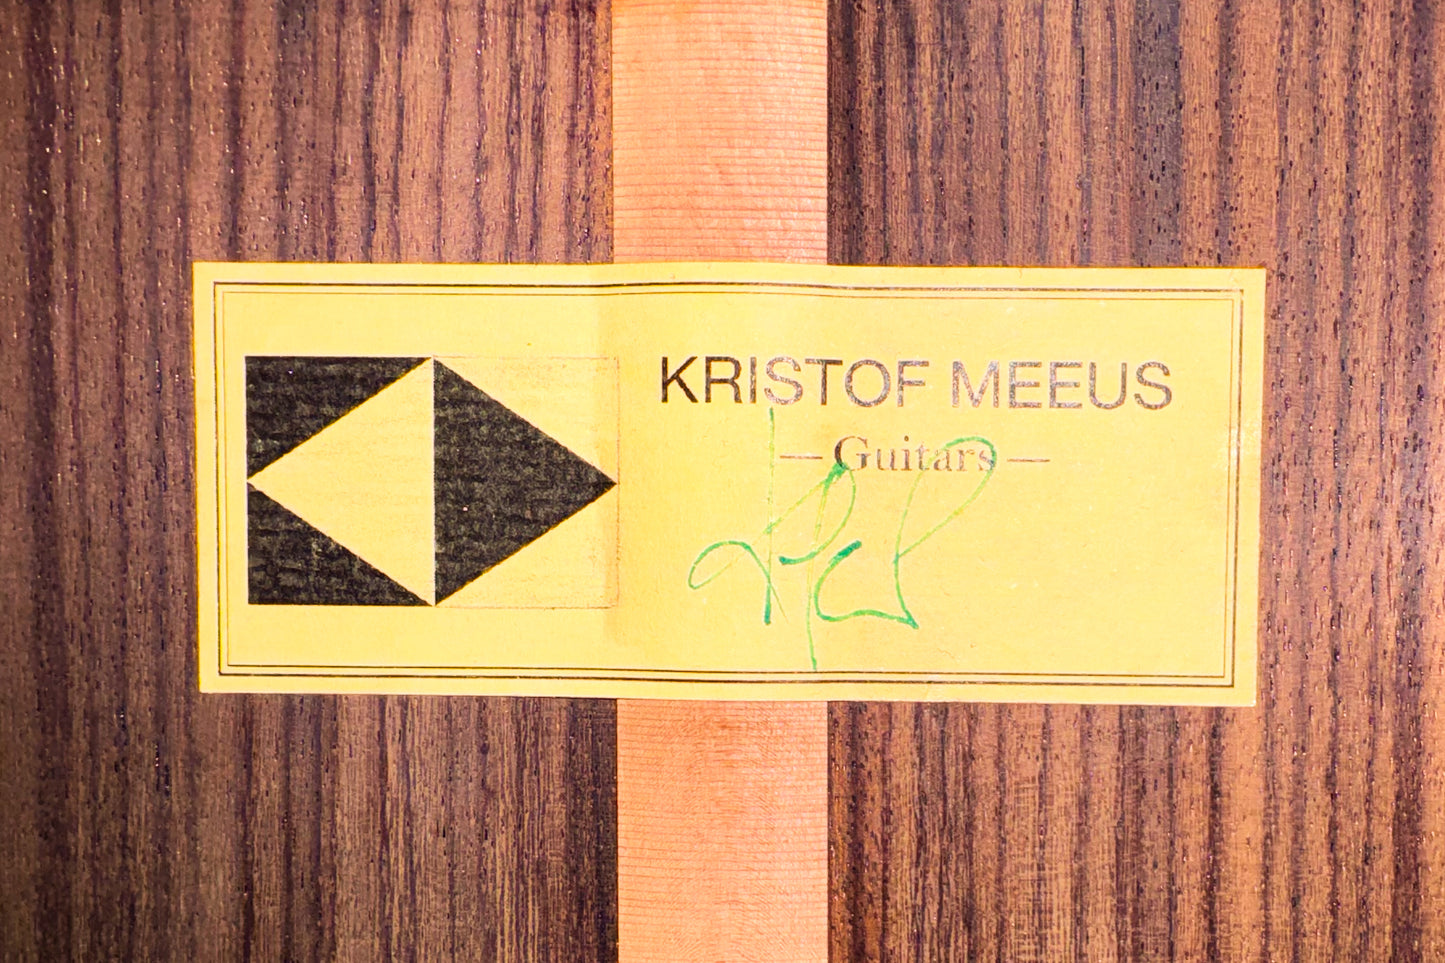 KRISTOF MEEUS
— Guitars —